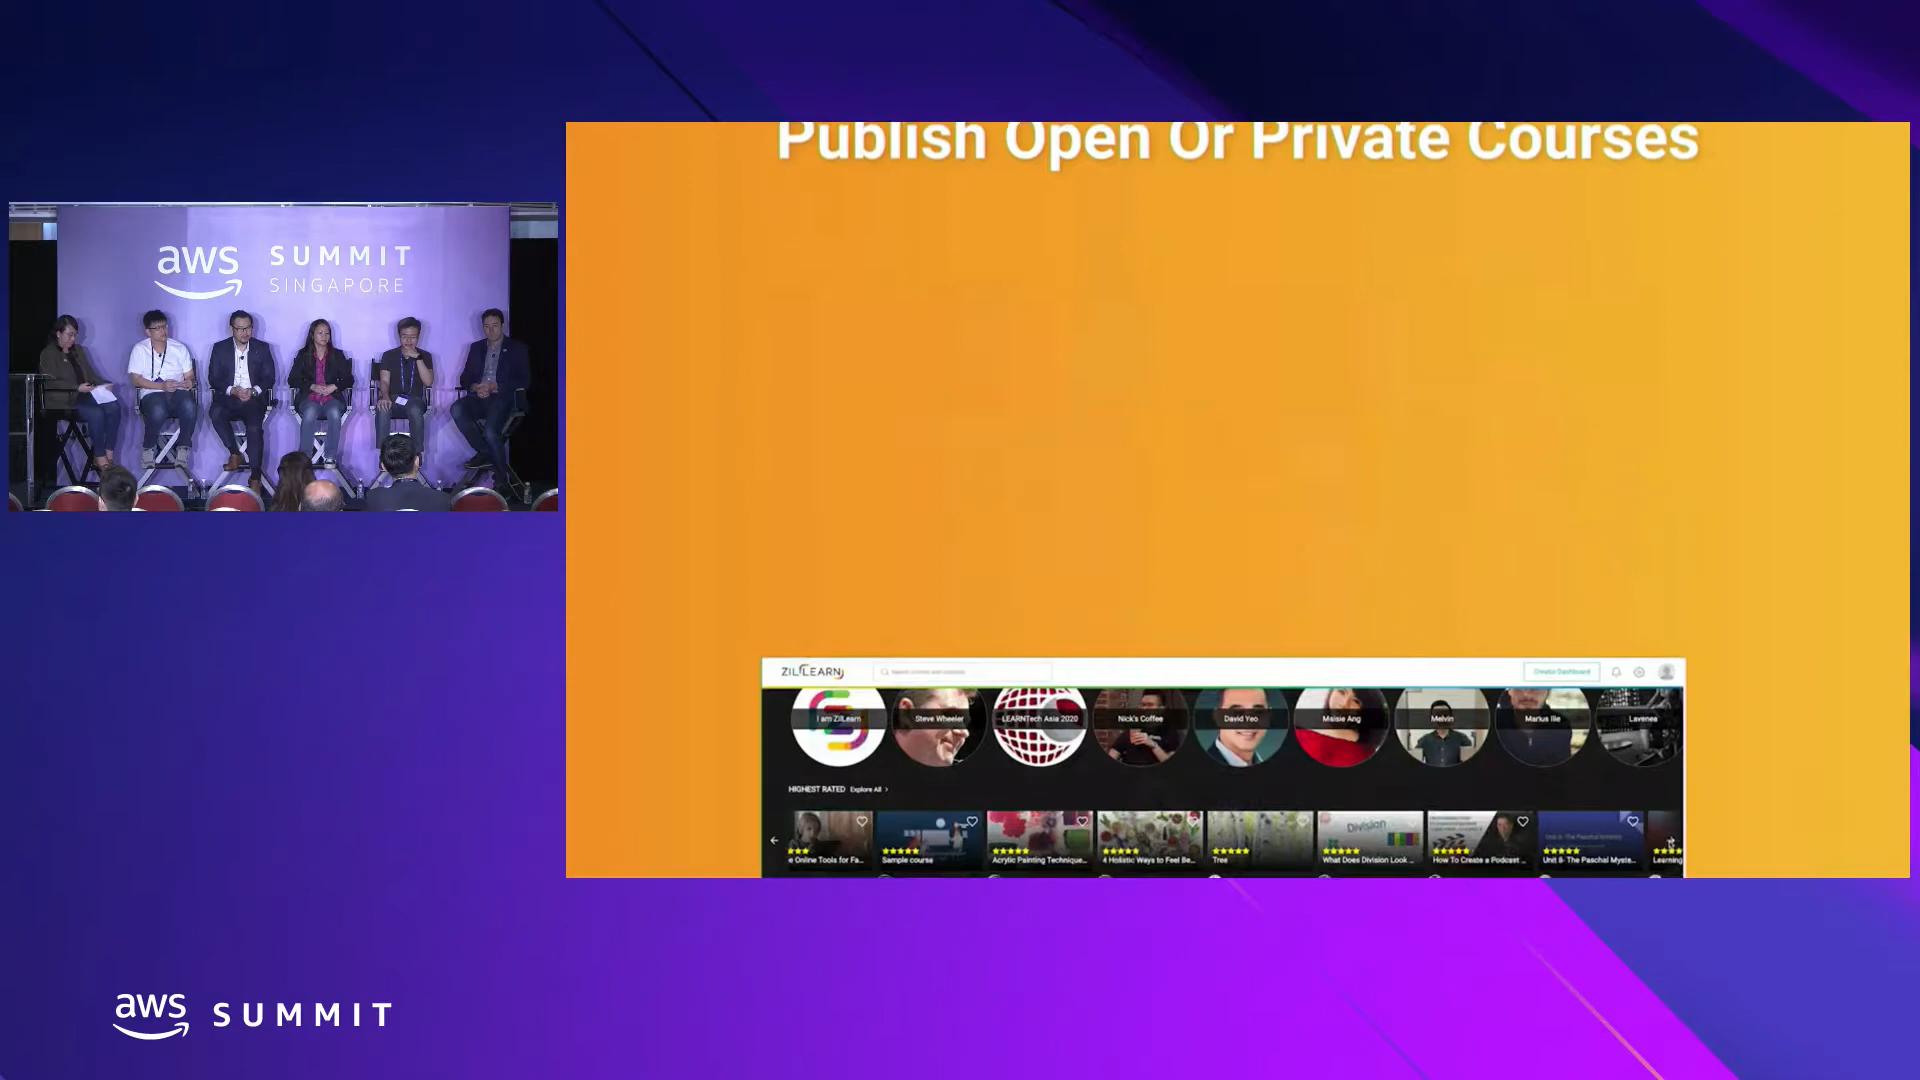 Publish Open Or Private Courses
aws SUMMIT
SINGAPORE
ZILLEARN
Creator Dashboard
I am ZilLearn
Steve Wheeler
LEARNTech Asia 2020
Nick's Coffee
David Yeo
Maisie Ang
Melvin
Marius Ilie
Lavenea
HIGHEST RATED Explore All >
e Online Tools for Fa...
Sample course
Acrylic Painting Technique...
4 Holistic Ways to Feel Be...
Tree
Division
What Does Division Look ...
How To Create a Podcast ...
Unit 8- The Paschal Myste...
Learning
aws SUMMIT